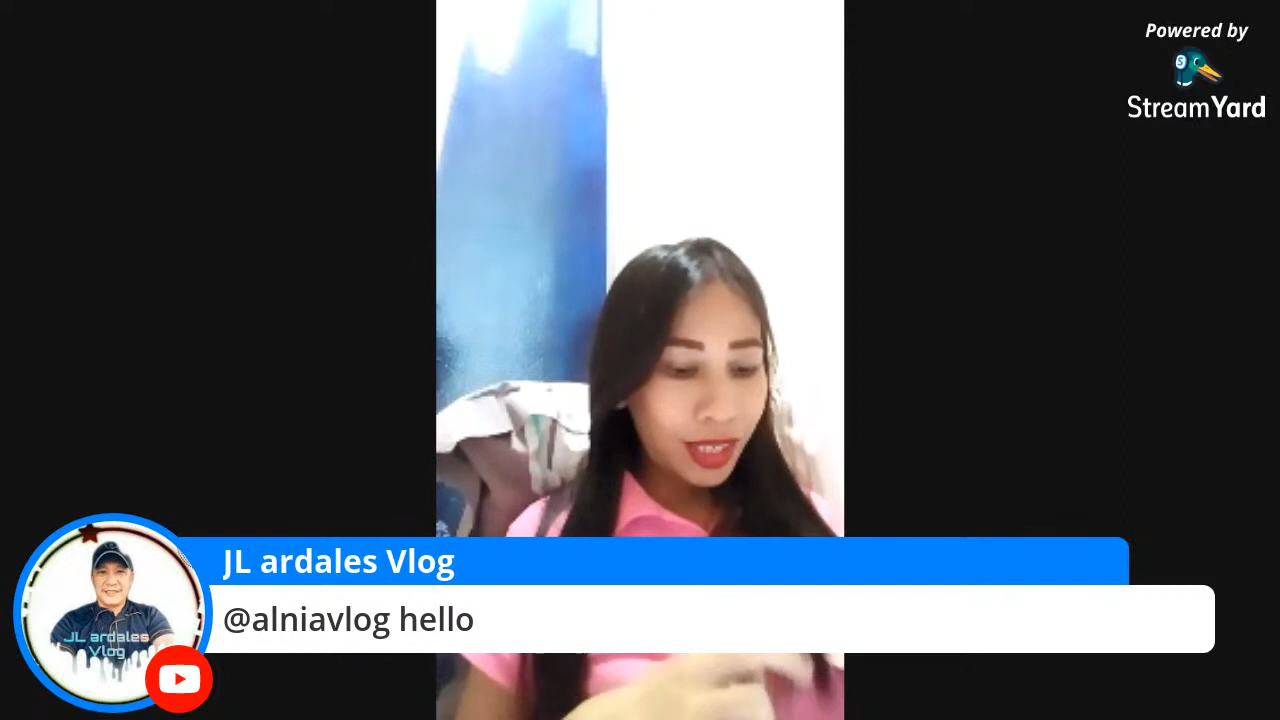 Powered by
StreamYard
JL ardales Vlog
@alniavlog hello
JL ardales
Vlog